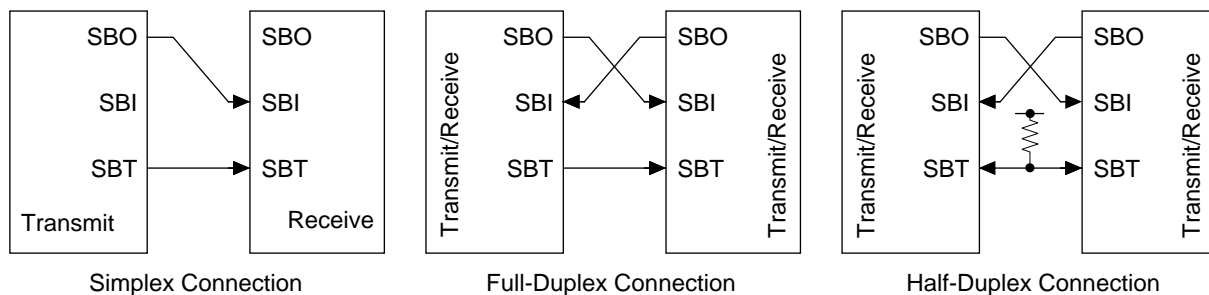 SBO SBO
SBI SBI
SBT SBT
Transmit Receive
Simplex Connection
Transmit/Receive
SBO SBO
SBI SBI
SBT SBT
Transmit/Receive
Full-Duplex Connection
Transmit/Receive
SBO SBO
SBI SBI
SBT SBT
Transmit/Receive
Half-Duplex Connection